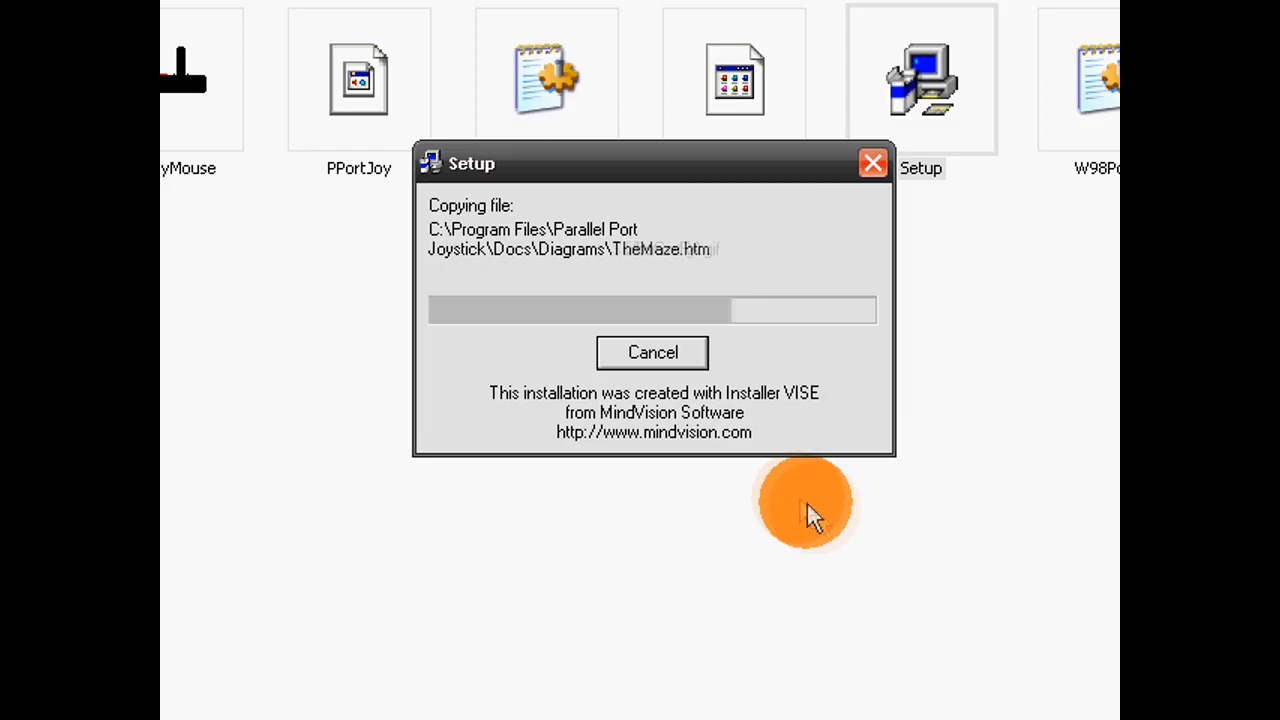 yMouse
PPortJoy
Setup
W98Po
Setup
Copying file:
C:\Program Files\Parallel Port
Joystick\Docs\Diagrams\TheMaze.htm
Cancel
This installation was created with Installer VISE
from MindVision Software
http://www.mindvision.com